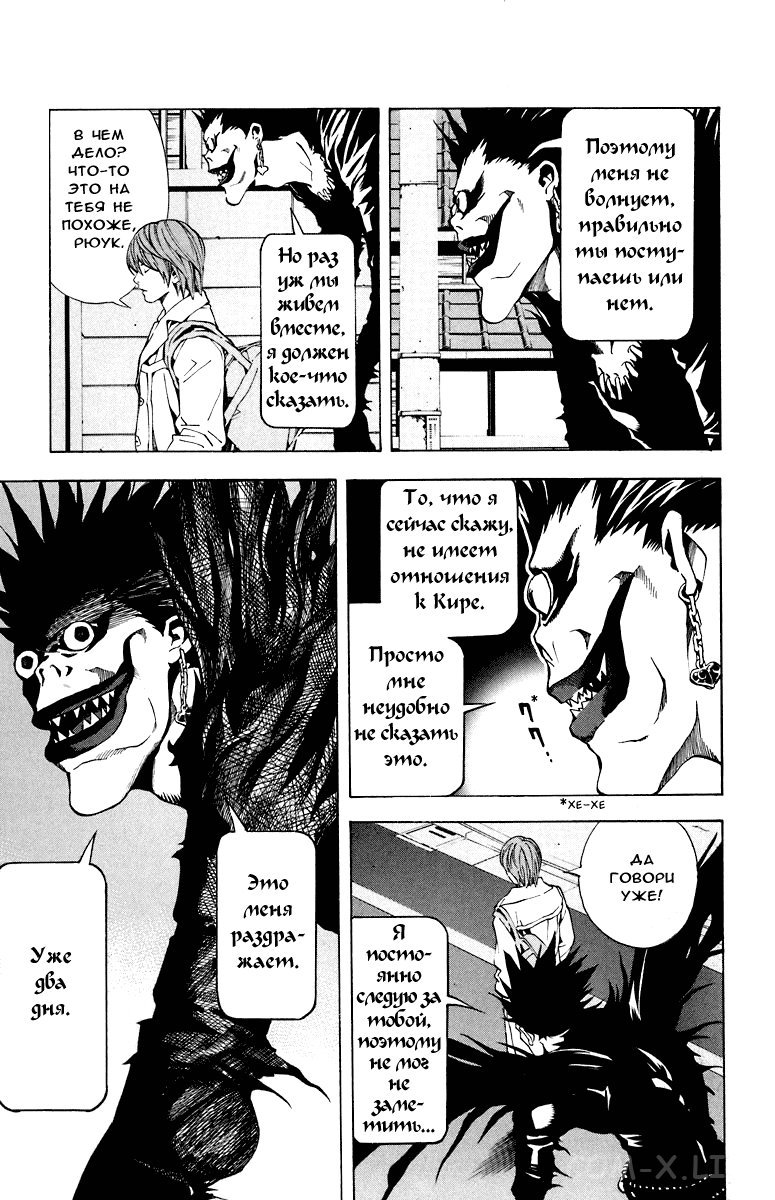 Поэтому
меня не
волнует,
правильно
ты посту-
паешь или
нет.
В ЧЕМ
ДЕЛО?
ЧТО-ТО
ЭТО НА
ТЕБЯ НЕ
ПОХОЖЕ,
РЮУК.
Но раз
уж мы
живем
вместе,
я должен
кое-что
сказать.
То, что я
сейчас скажу,
не имеет
отношения
к Кире.
Просто
мне
неудобно
не сказать
это.
*
クク
*ХЕ-ХЕ
Это
меня
раздра-
жает.
Уже
два
дня.
ДА
ГОВОРИ
УЖЕ!
Я
посто-
янно
следую за
тобой,
поэтому
не мог
не
заме-
тить...
COM-X.LI